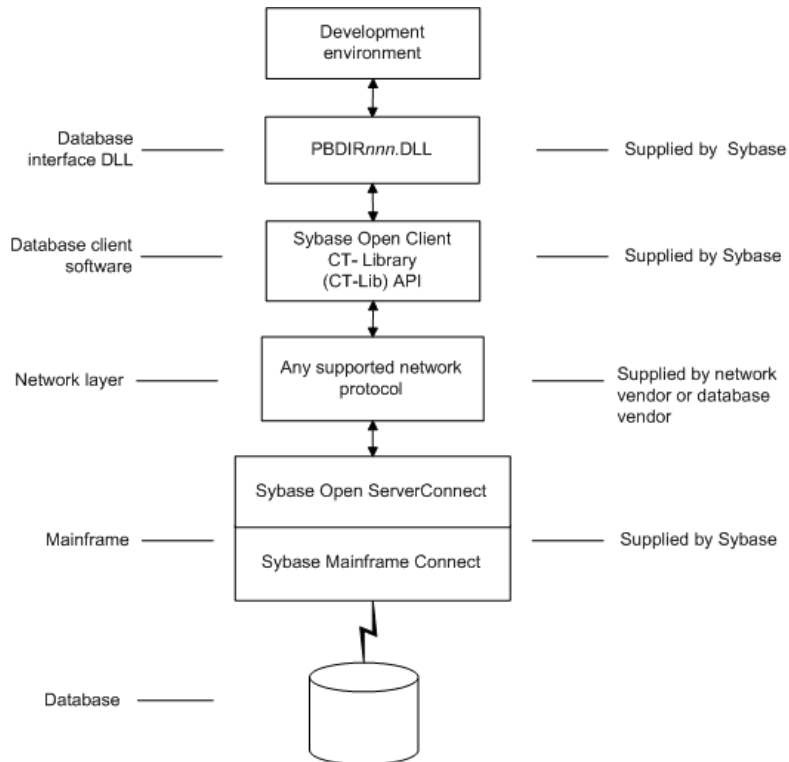 Development
environment
Database
interface DLL
PBDIRnnn.DLL
Supplied by Sybase
Database client
software
Sybase Open Client
CT- Library
(CT-Lib) API
Supplied by Sybase
Network layer
Any supported network
protocol
Supplied by network
vendor or database
vendor
Sybase Open ServerConnect
Mainframe
Supplied by Sybase
Sybase Mainframe Connect
Database